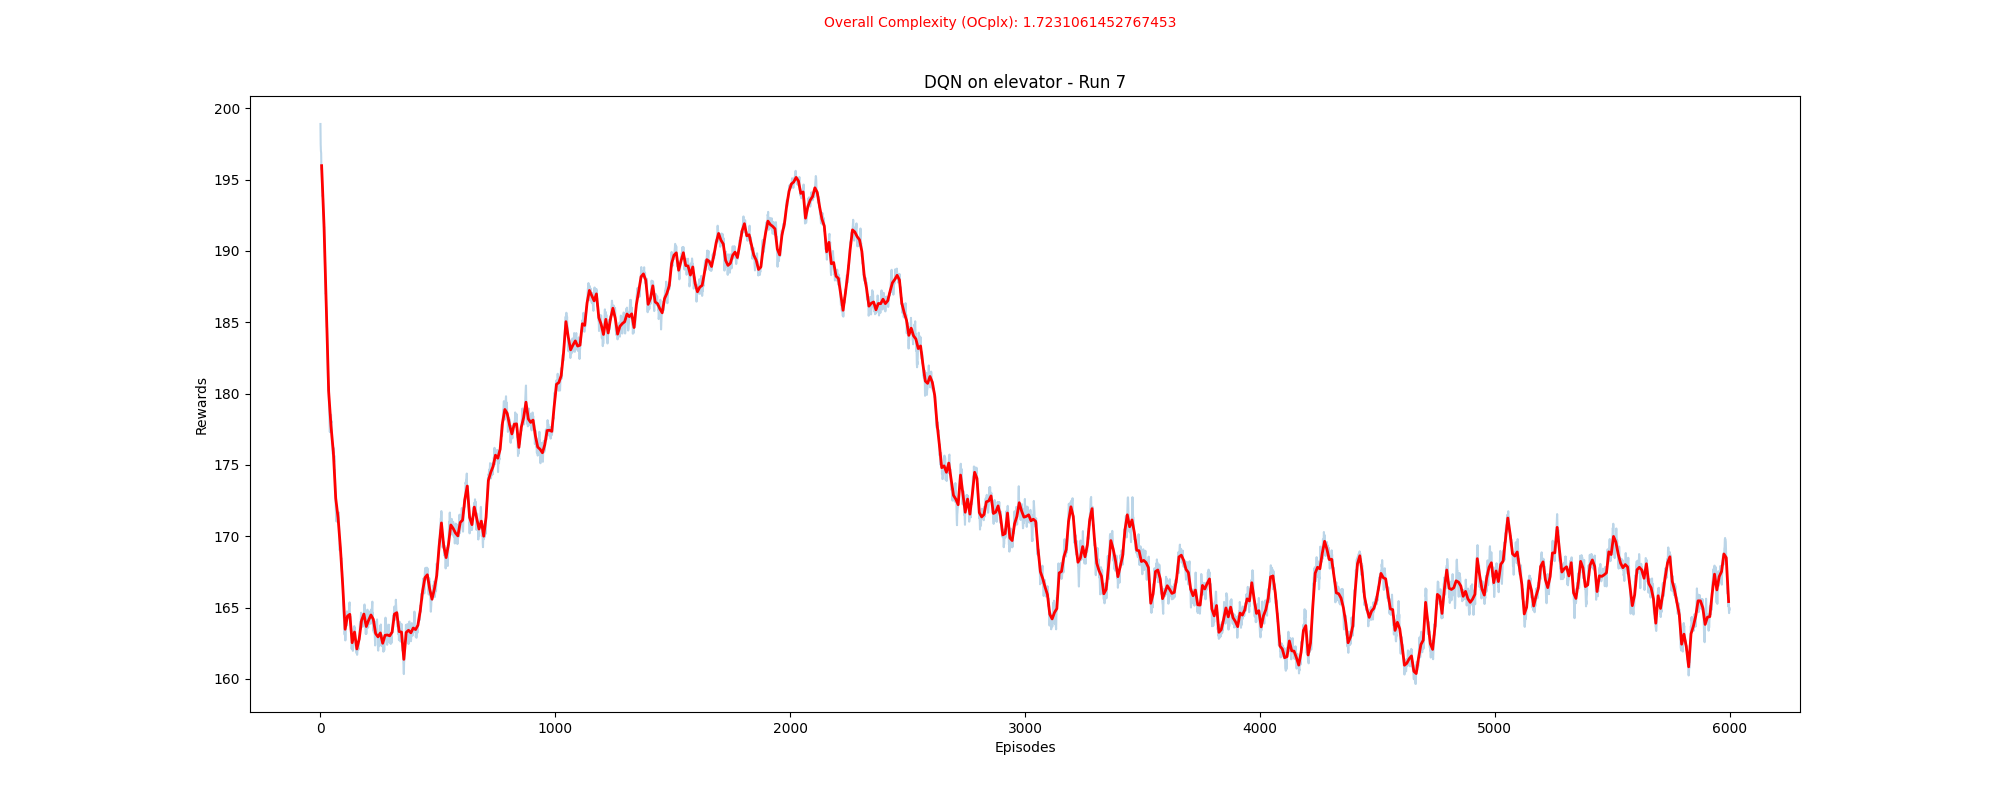 Overall Complexity (OCplx): 1.7231061452767453
DQN on elevator - Run 7
200
195
190
185
180
175
170
165
160
Rewards
0 1000 2000 3000 4000 5000 6000
Episodes